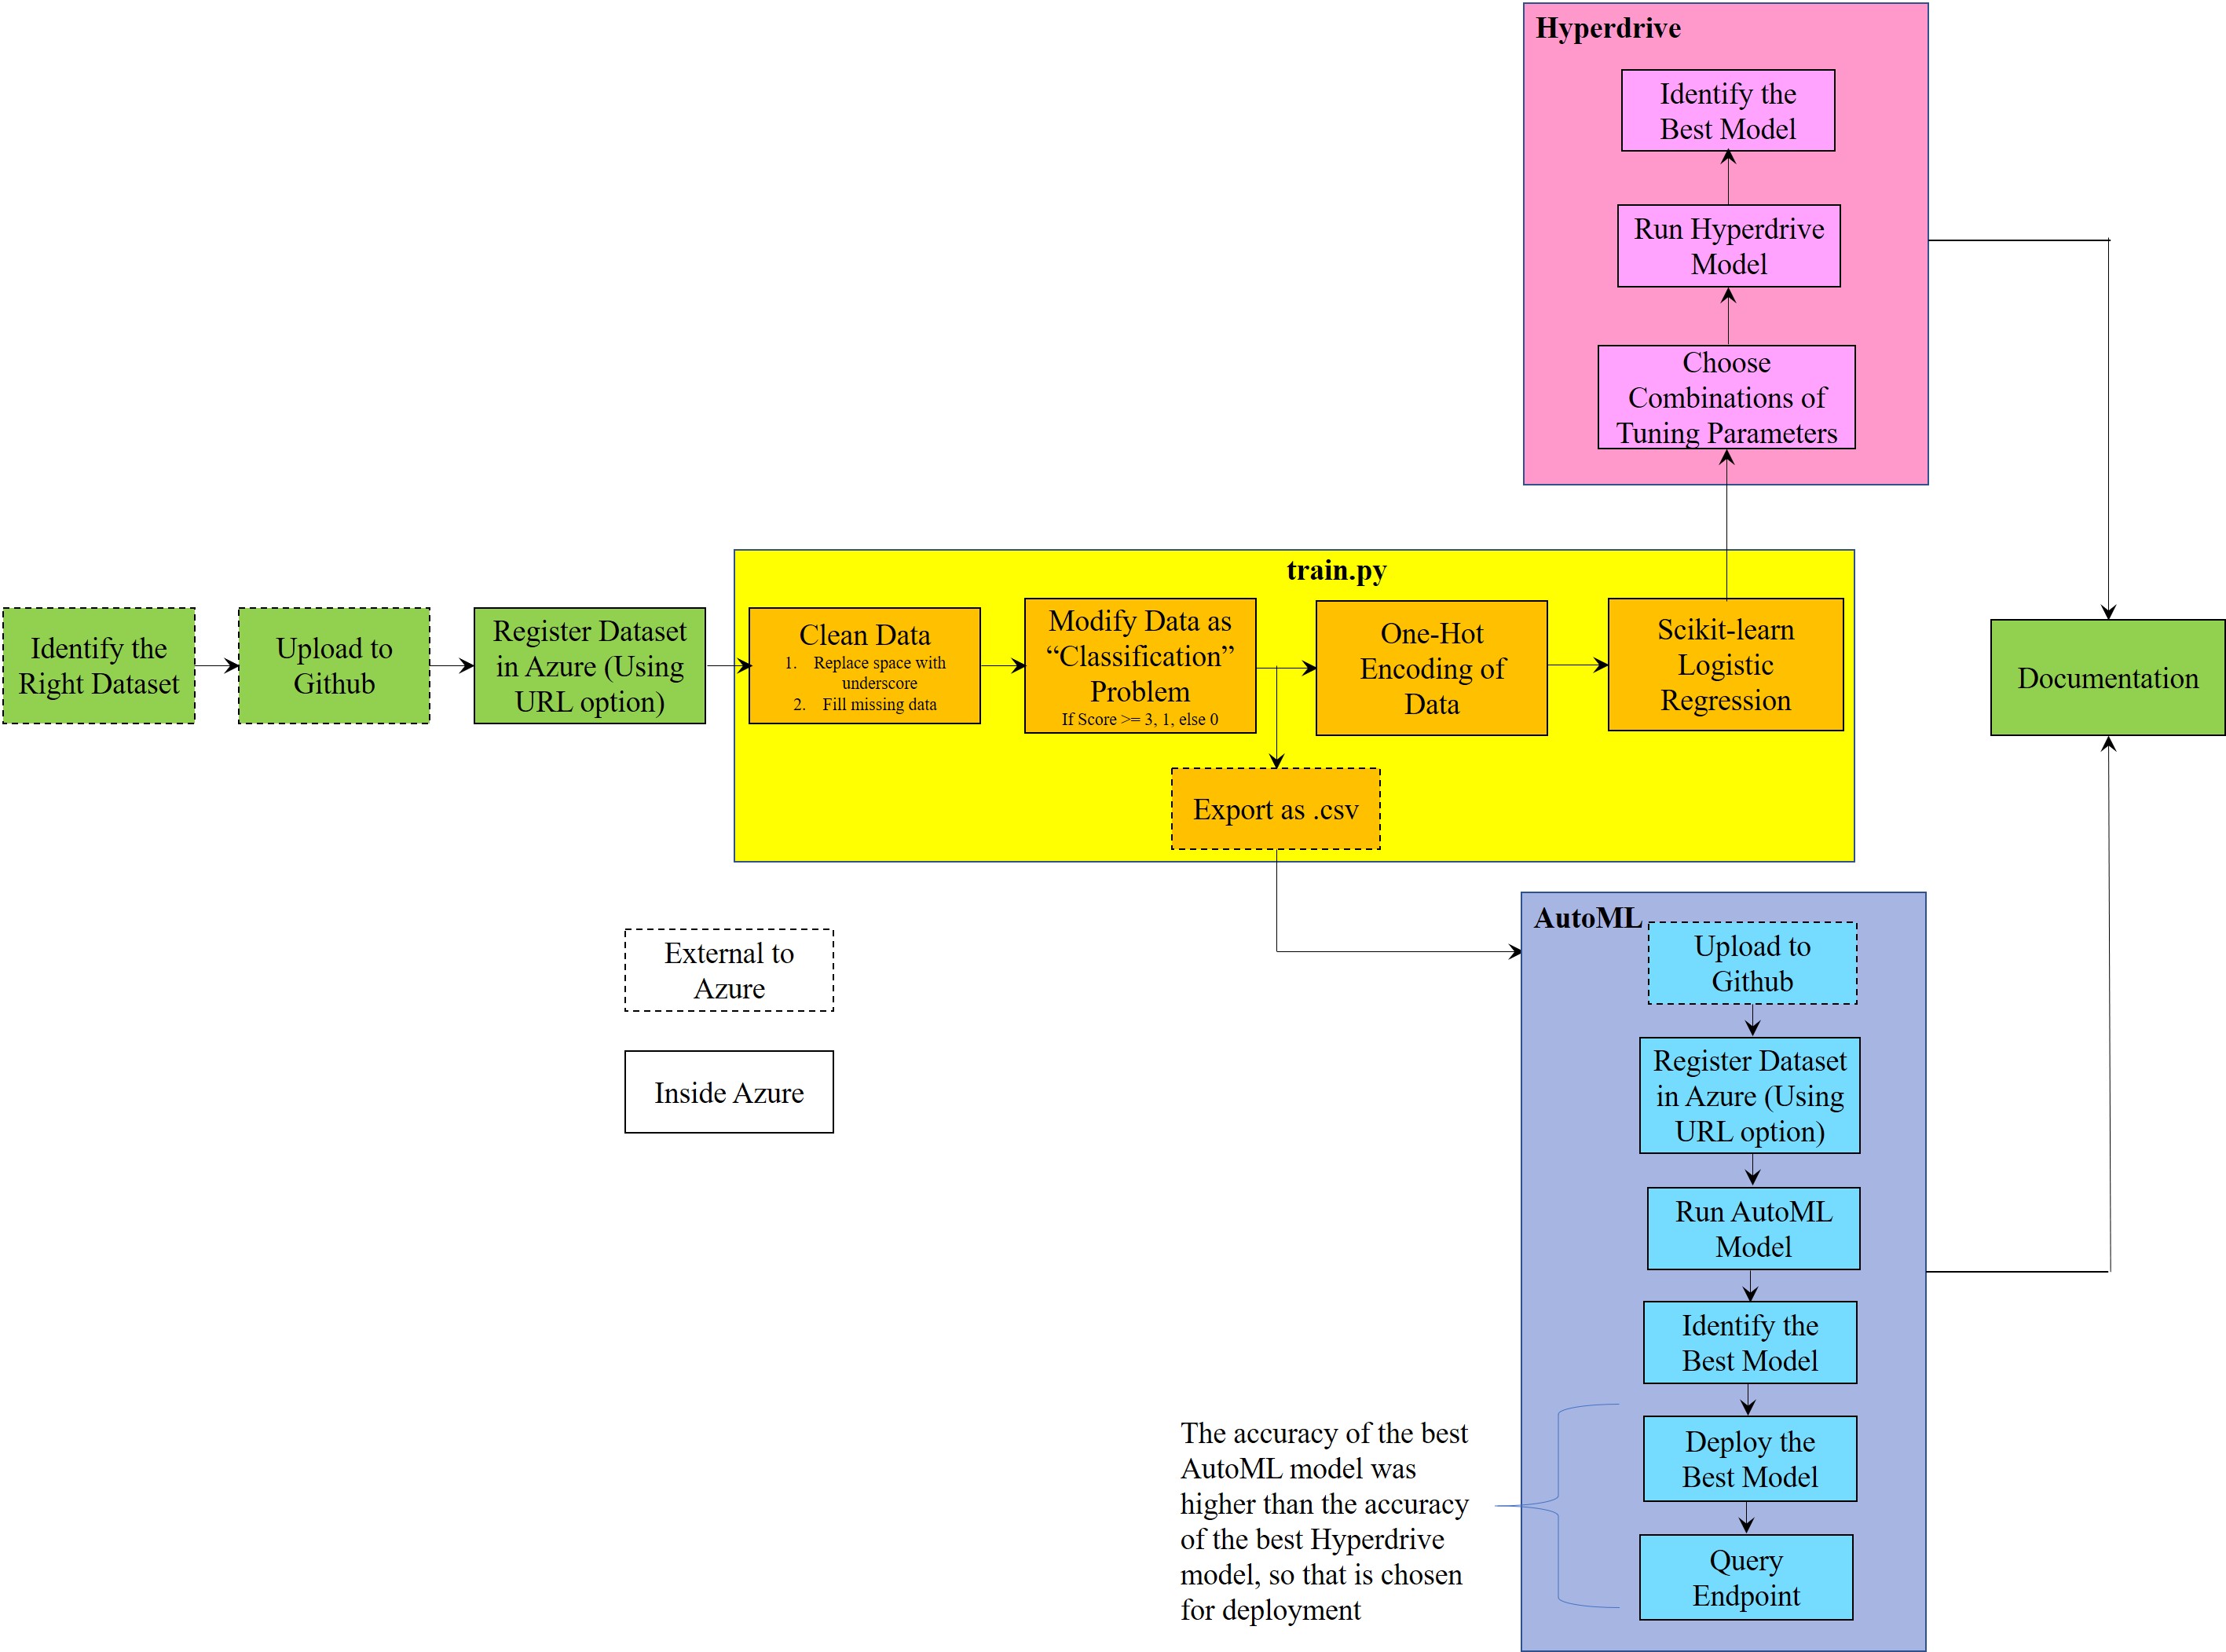 Hyperdrive
Identify the
Best Model
Run Hyperdrive
Model
Choose
Combinations of
Tuning Parameters
train.py
Identify the
Right Dataset
Upload to
Github
Register Dataset
in Azure (Using
URL option)
Clean Data
1. Replace space with
underscore
2. Fill missing data
Modify Data as
“Classification”
Problem
If Score >= 3, 1, else 0
One-Hot
Encoding of
Data
Scikit-learn
Logistic
Regression
Documentation
Export as .csv
External to
Azure
Inside Azure
AutoML
Upload to
Github
Register Dataset
in Azure (Using
URL option)
Run AutoML
Model
Identify the
Best Model
Deploy the
Best Model
Query
Endpoint
The accuracy of the best
AutoML model was
higher than the accuracy
of the best Hyperdrive
model, so that is chosen
for deployment